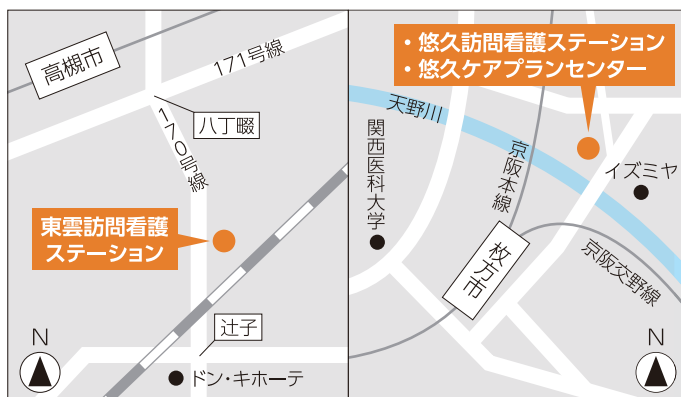 高槻市
171号線
八丁畷
170号線
東雲訪問看護
ステーション
辻子
ドン・キホーテ
N
・悠久訪問看護ステーション
・悠久ケアプランセンター
天野川
関西医科大学
京阪本線
イズミヤ
枚方市
京阪交野線
N